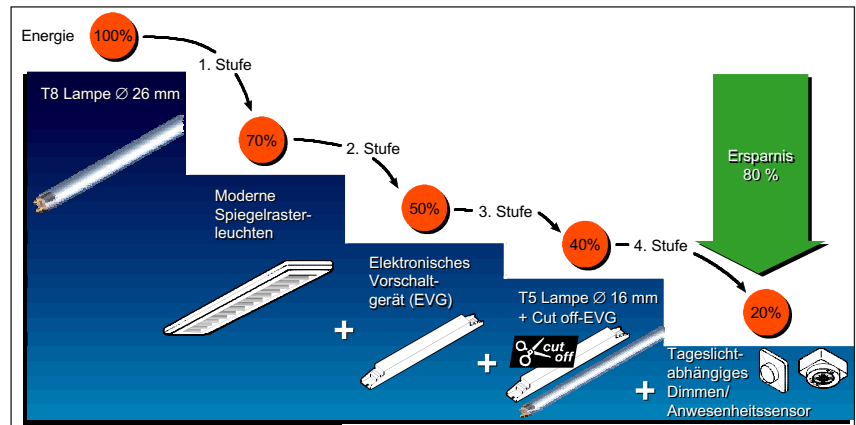 Energie
100%
1. Stufe
T8 Lampe ∅ 26 mm
70%
2. Stufe
Moderne
Spiegelraster-
leuchten
50%
3. Stufe
Elektronisches
Vorschalt-
gerät (EVG)
40%
4. Stufe
T5 Lampe ∅ 16 mm
+ Cut off-EVG
cut
off
Ersparnis
80 %
20%
Tageslicht-
abhängiges
Dimmen/
Anwesenheitssensor
+
+
+